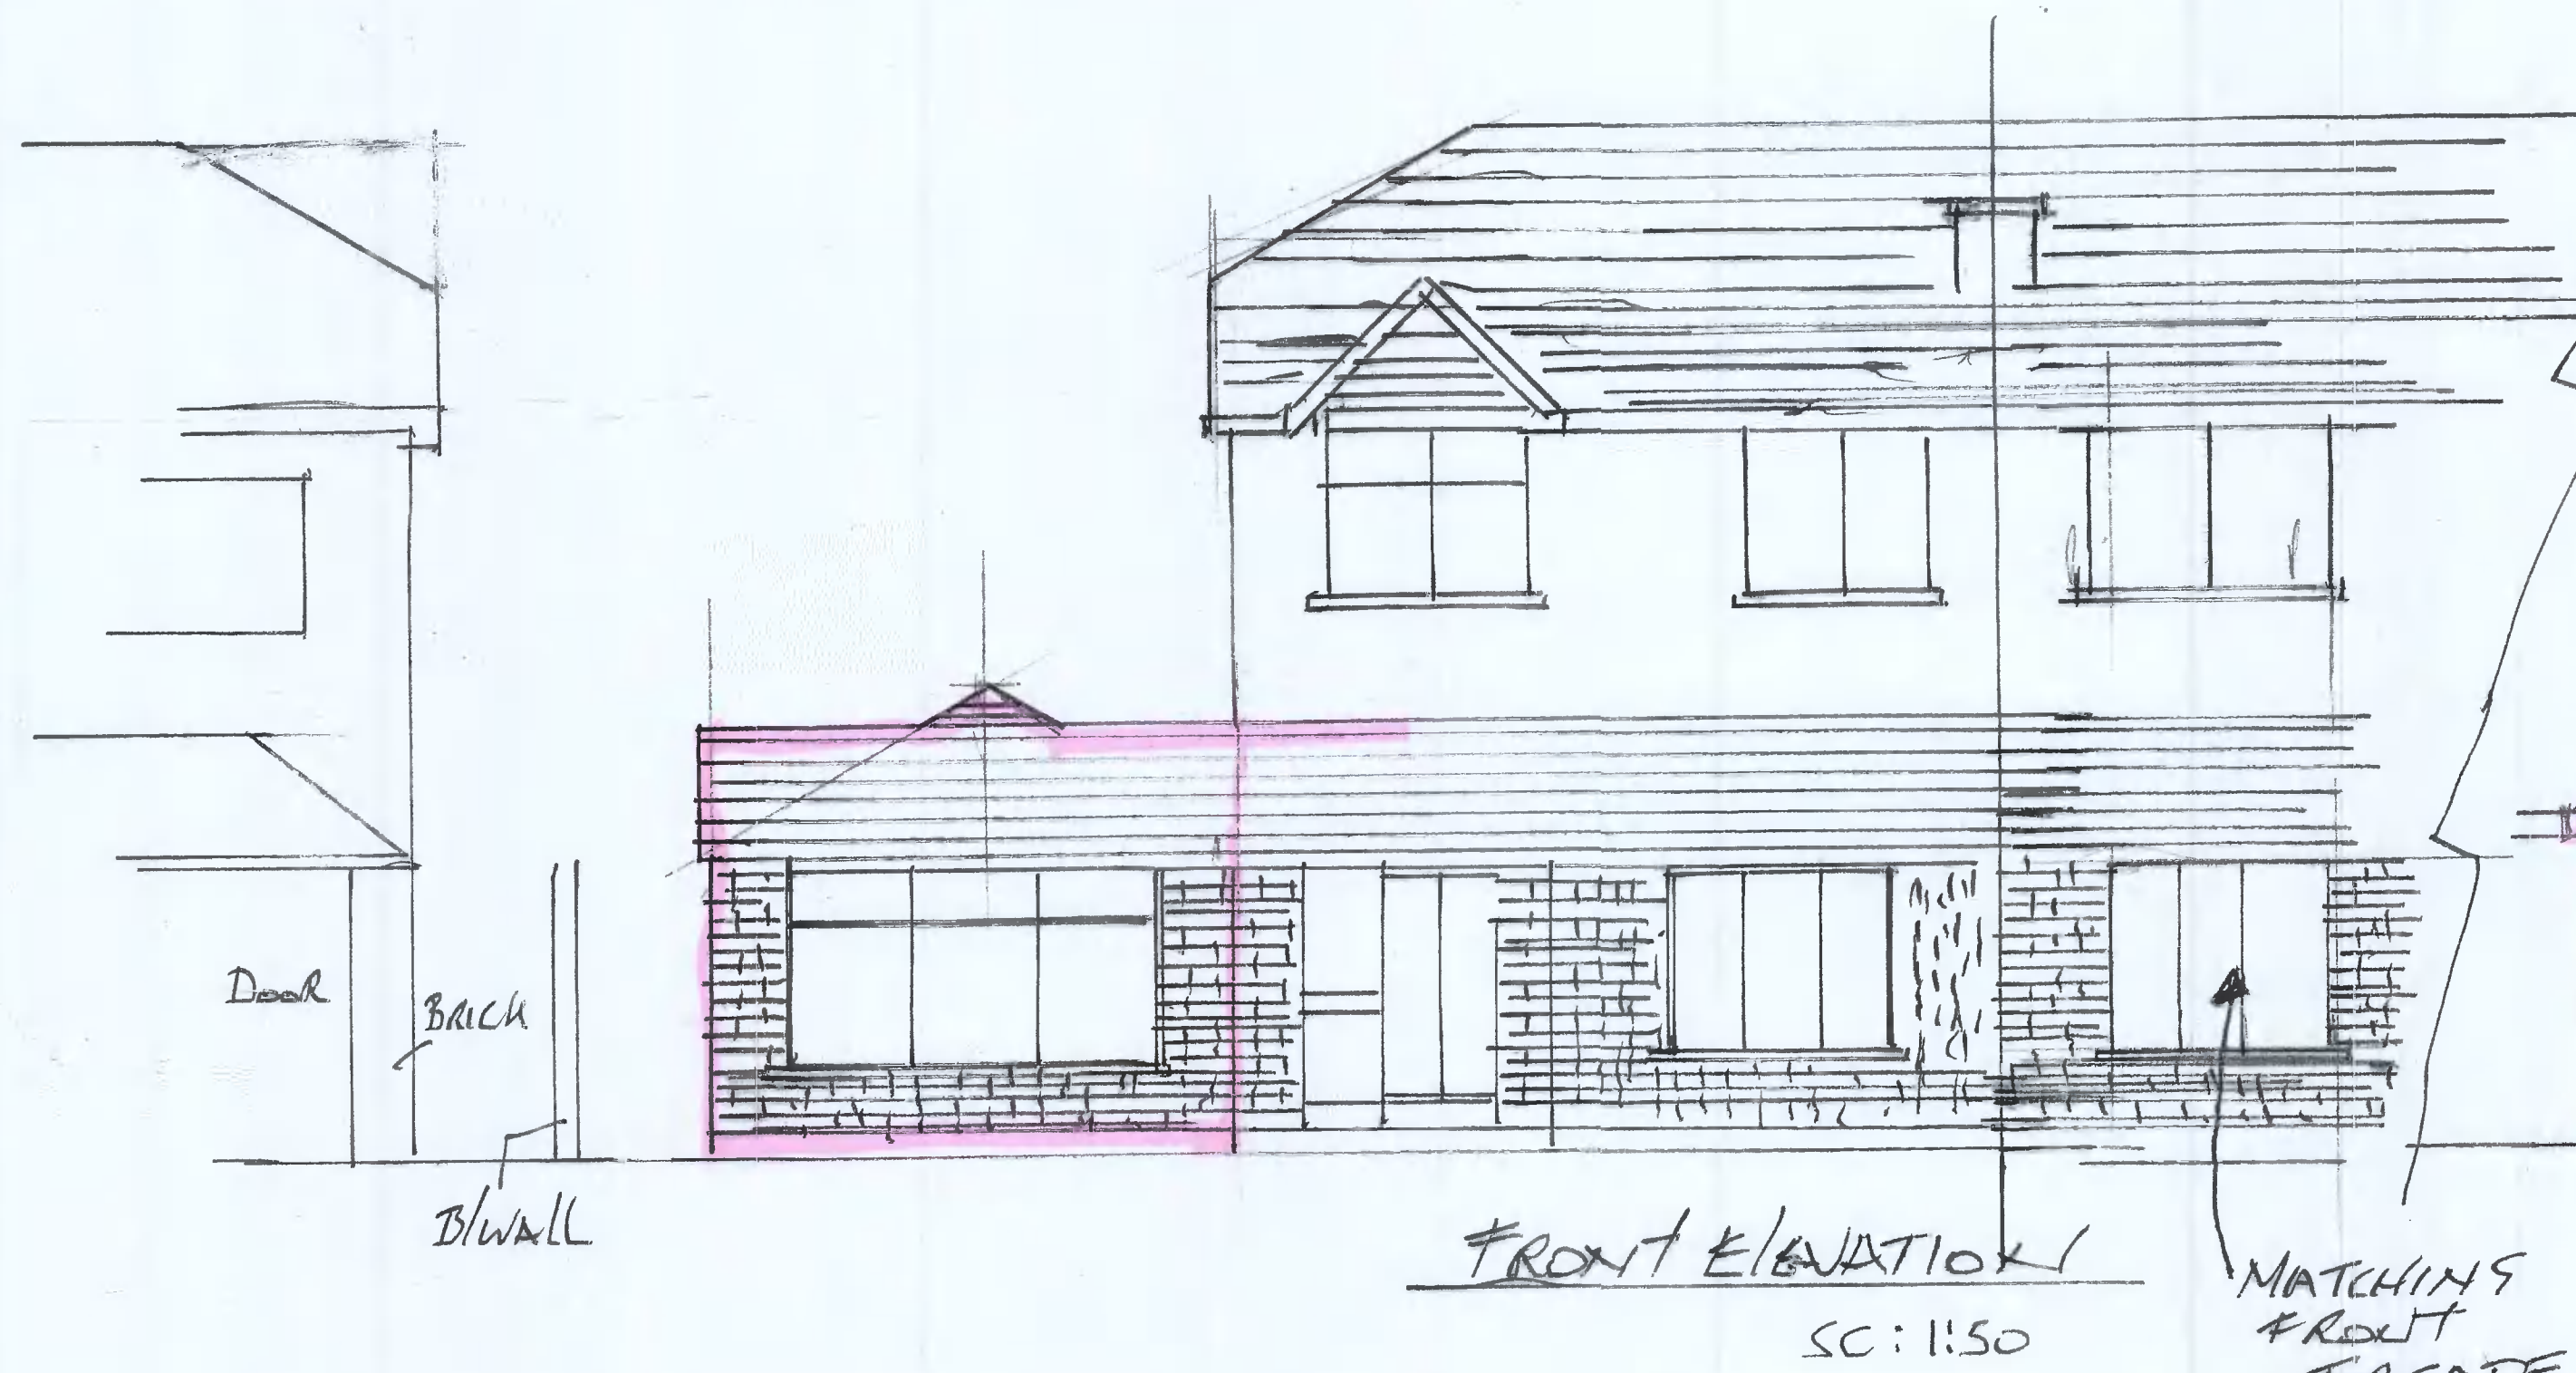 DOOR
BRICK
B/WALL
FRONT ELEVATION
SC: 1:50
MATCHING
FRONT